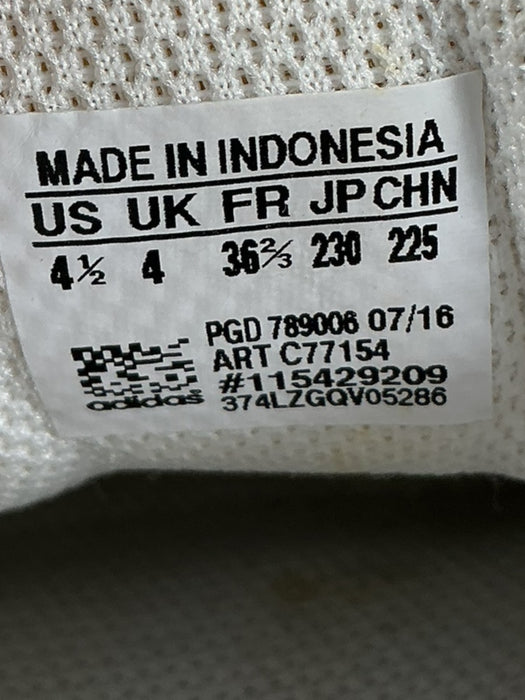 MADE IN INDONESIA
US UK FR JP CHN
4½ 4 36⅔ 230 225
PGD 789006 07/16
ART C77154
#115429209
adidas 374LZGQV05286